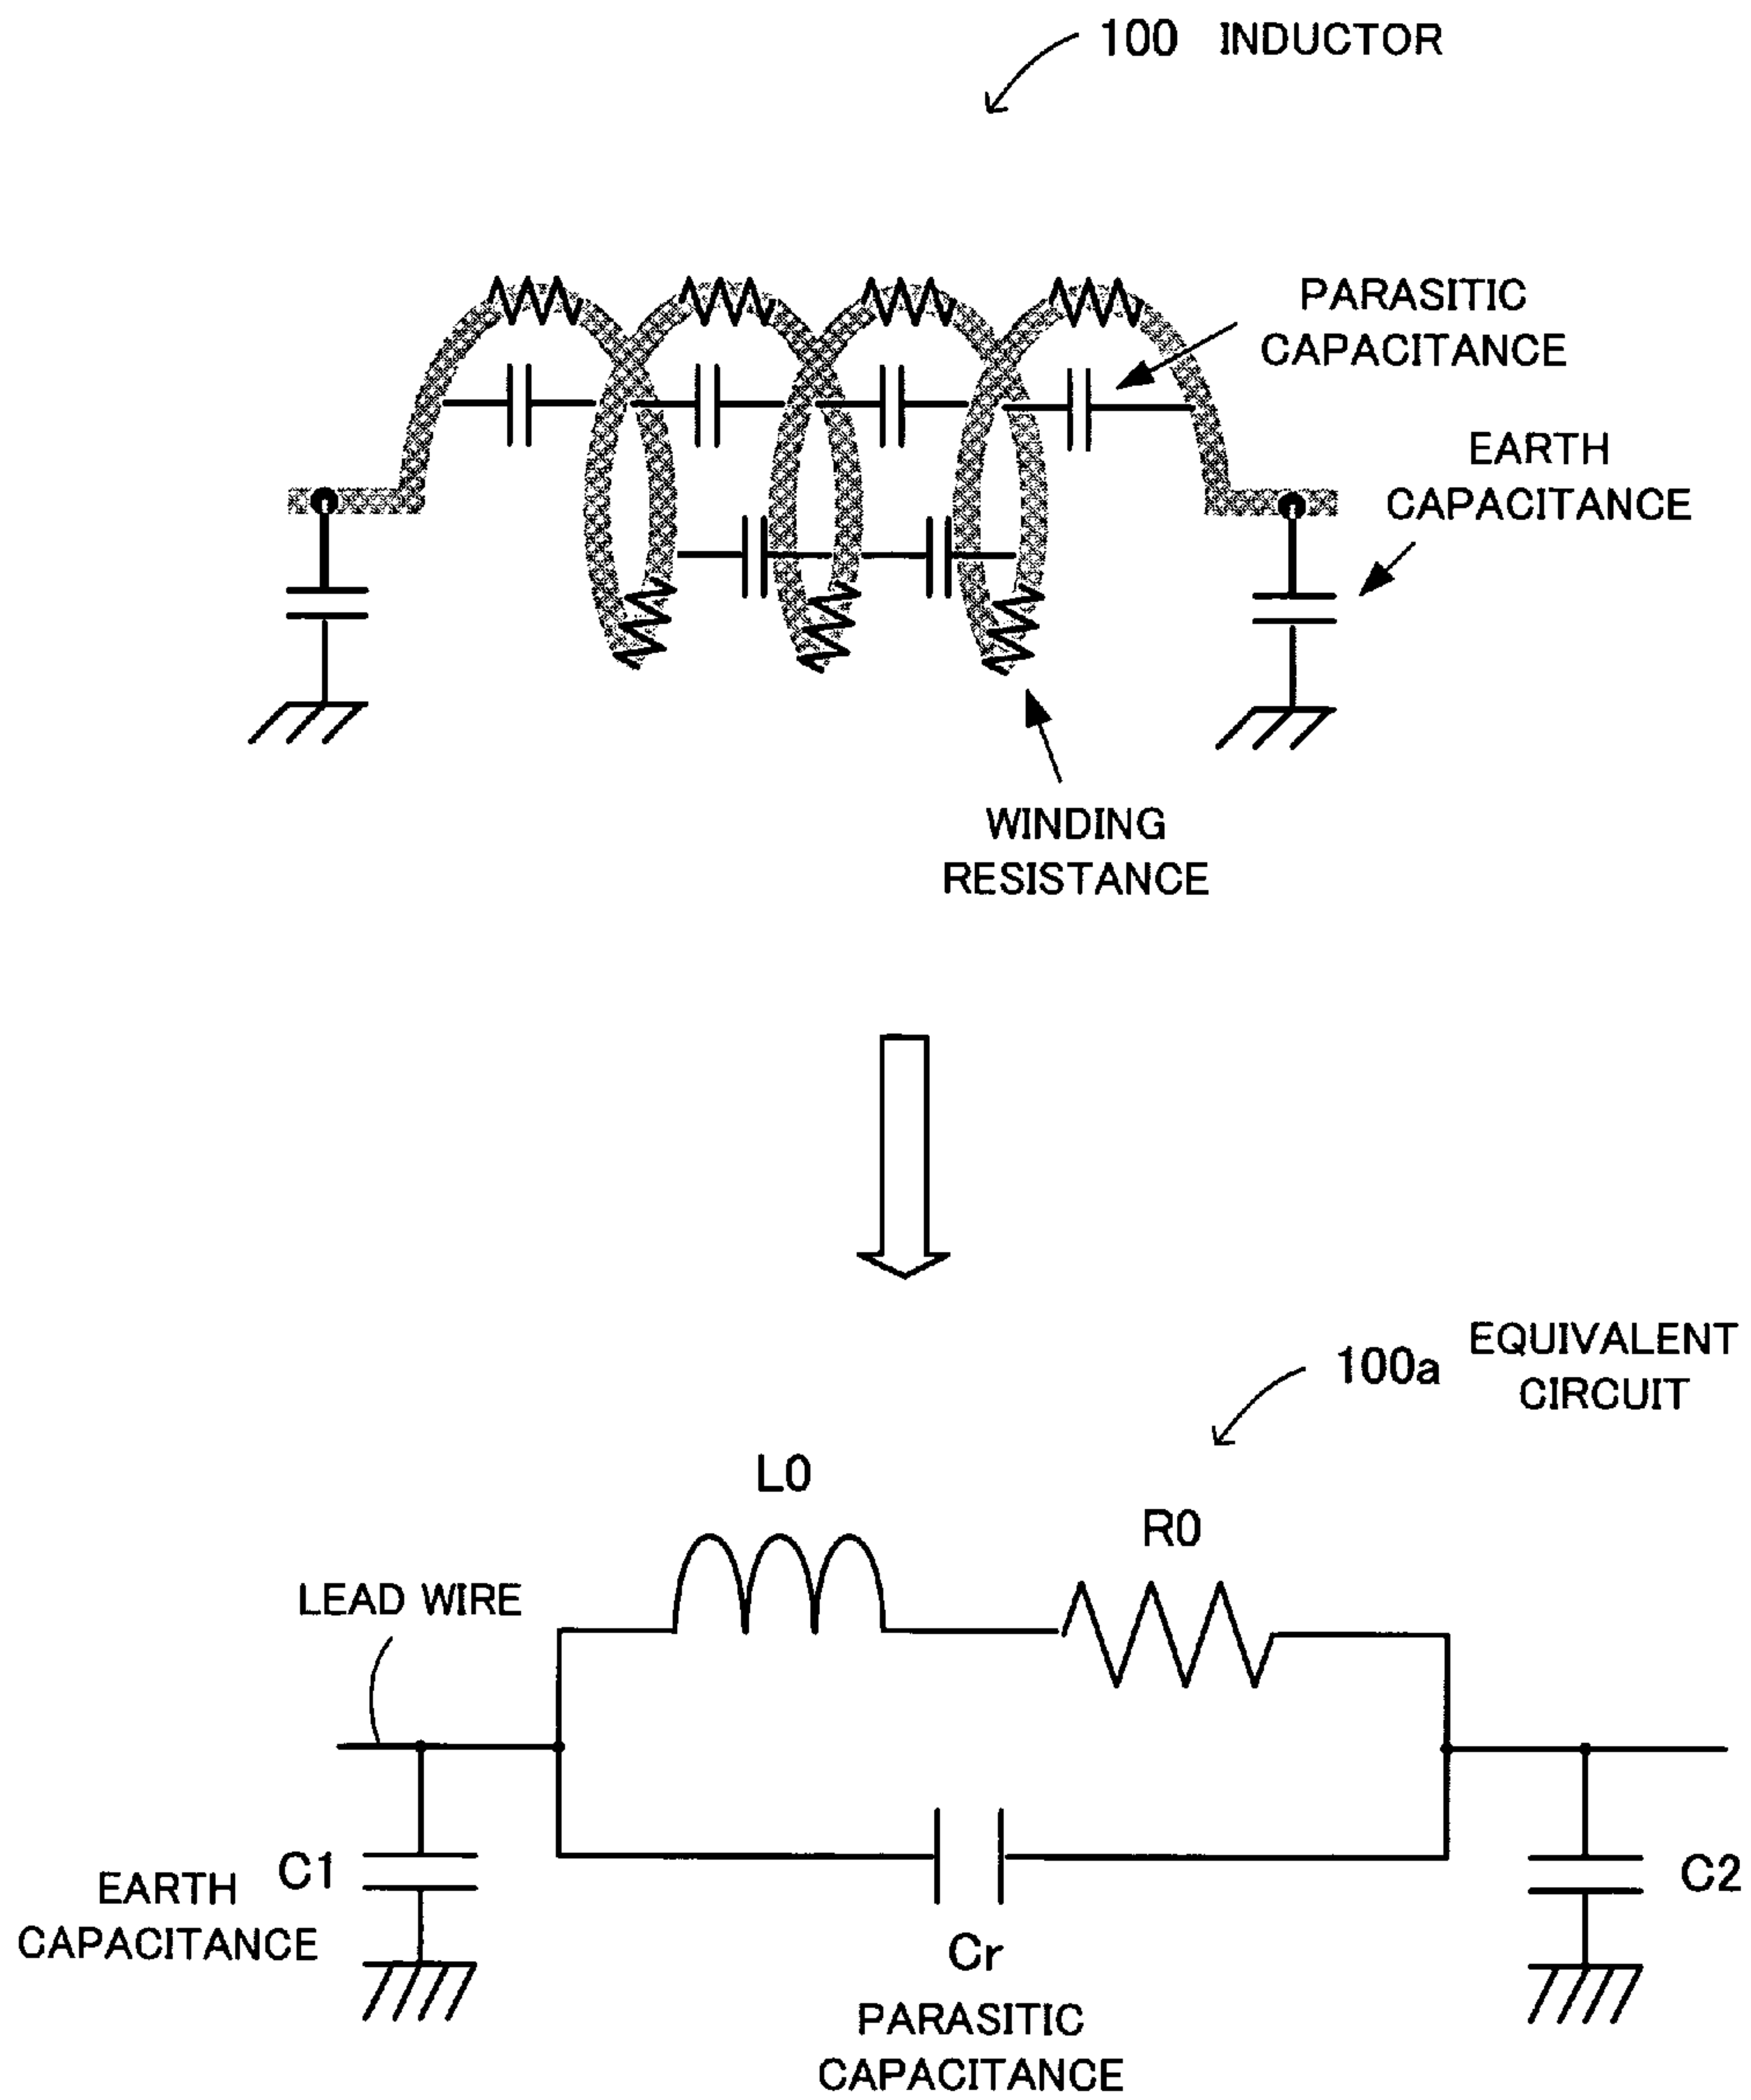 100 INDUCTOR
PARASITIC
CAPACITANCE
EARTH
CAPACITANCE
WINDING
RESISTANCE
100a EQUIVALENT
CIRCUIT
L0
R0
LEAD WIRE
C1
EARTH
CAPACITANCE
C2
Cr
PARASITIC
CAPACITANCE